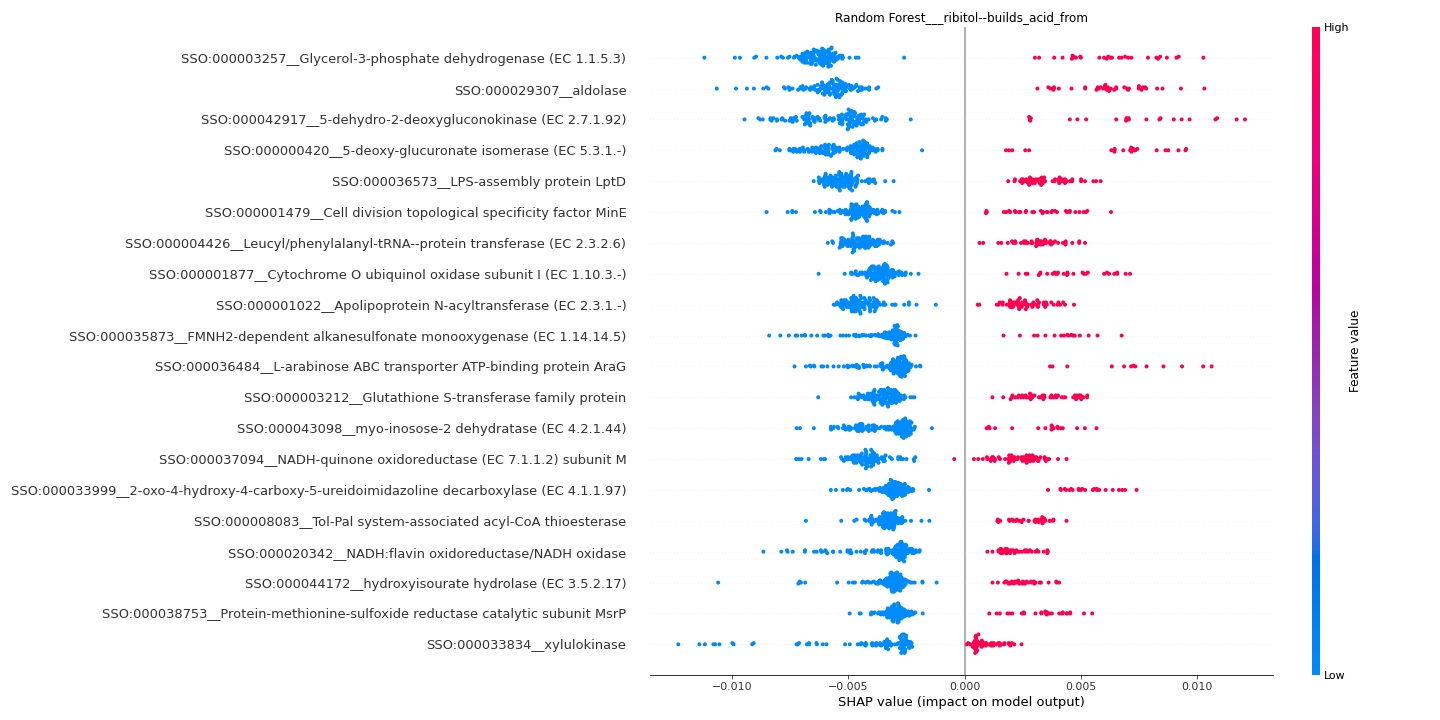 Random Forest___ribitol--builds_acid_from
High
SSO:000003257__Glycerol-3-phosphate dehydrogenase (EC 1.1.5.3)
SSO:000029307__aldolase
SSO:000042917__5-dehydro-2-deoxygluconokinase (EC 2.7.1.92)
SSO:000000420__5-deoxy-glucuronate isomerase (EC 5.3.1.-)
SSO:000036573__LPS-assembly protein LptD
SSO:000001479__Cell division topological specificity factor MinE
SSO:000004426__Leucyl/phenylalanyl-tRNA--protein transferase (EC 2.3.2.6)
SSO:000001877__Cytochrome O ubiquinol oxidase subunit I (EC 1.10.3.-)
SSO:000001022__Apolipoprotein N-acyltransferase (EC 2.3.1.-)
SSO:000035873__FMNH2-dependent alkanesulfonate monooxygenase (EC 1.14.14.5)
SSO:000036484__L-arabinose ABC transporter ATP-binding protein AraG
SSO:000003212__Glutathione S-transferase family protein
SSO:000043098__myo-inosose-2 dehydratase (EC 4.2.1.44)
SSO:000037094__NADH-quinone oxidoreductase (EC 7.1.1.2) subunit M
SSO:000033999__2-oxo-4-hydroxy-4-carboxy-5-ureidoimidazoline decarboxylase (EC 4.1.1.97)
SSO:000008083__Tol-Pal system-associated acyl-CoA thioesterase
SSO:000020342__NADH:flavin oxidoreductase/NADH oxidase
SSO:000044172__hydroxyisourate hydrolase (EC 3.5.2.17)
SSO:000038753__Protein-methionine-sulfoxide reductase catalytic subunit MsrP
SSO:000033834__xylulokinase
Feature value
Low
−0.010 −0.005 0.000 0.005 0.010
SHAP value (impact on model output)